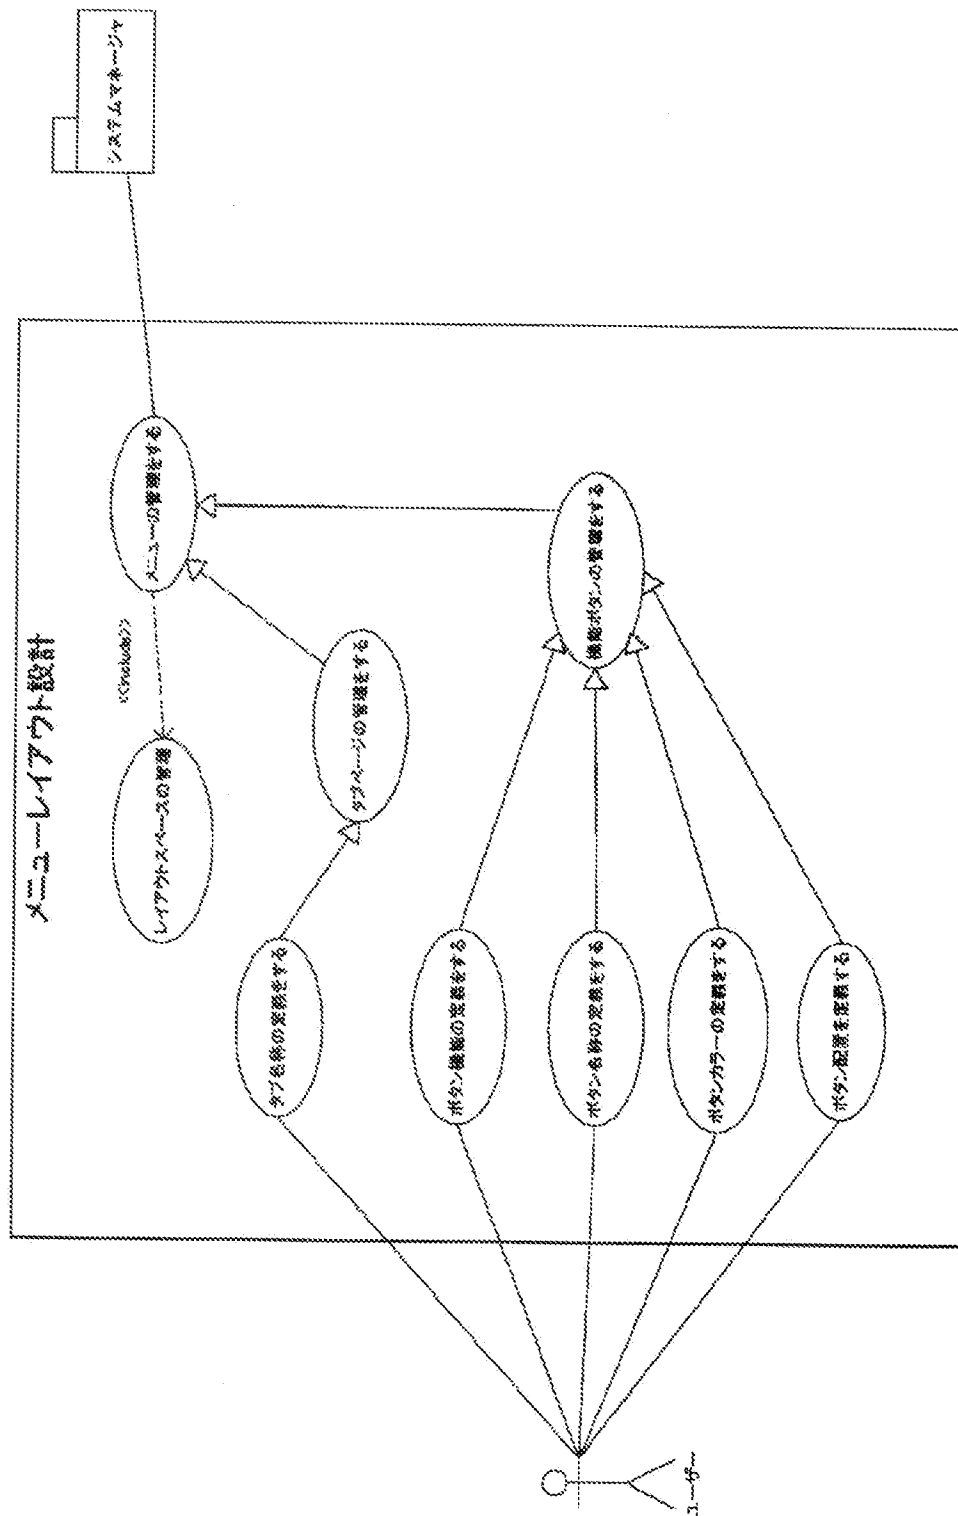 メニューレイアウト設計
システムマネージャ
メニューの管理をする
<<include>>
レイアウトスペースの管理
タブページの管理をする
機能ボタンの管理をする
タブ名称の定義をする
ボタン機能の定義をする
ボタン名称の定義をする
ボタンカラーの定義をする
ボタン配置を定義する
ユーザー